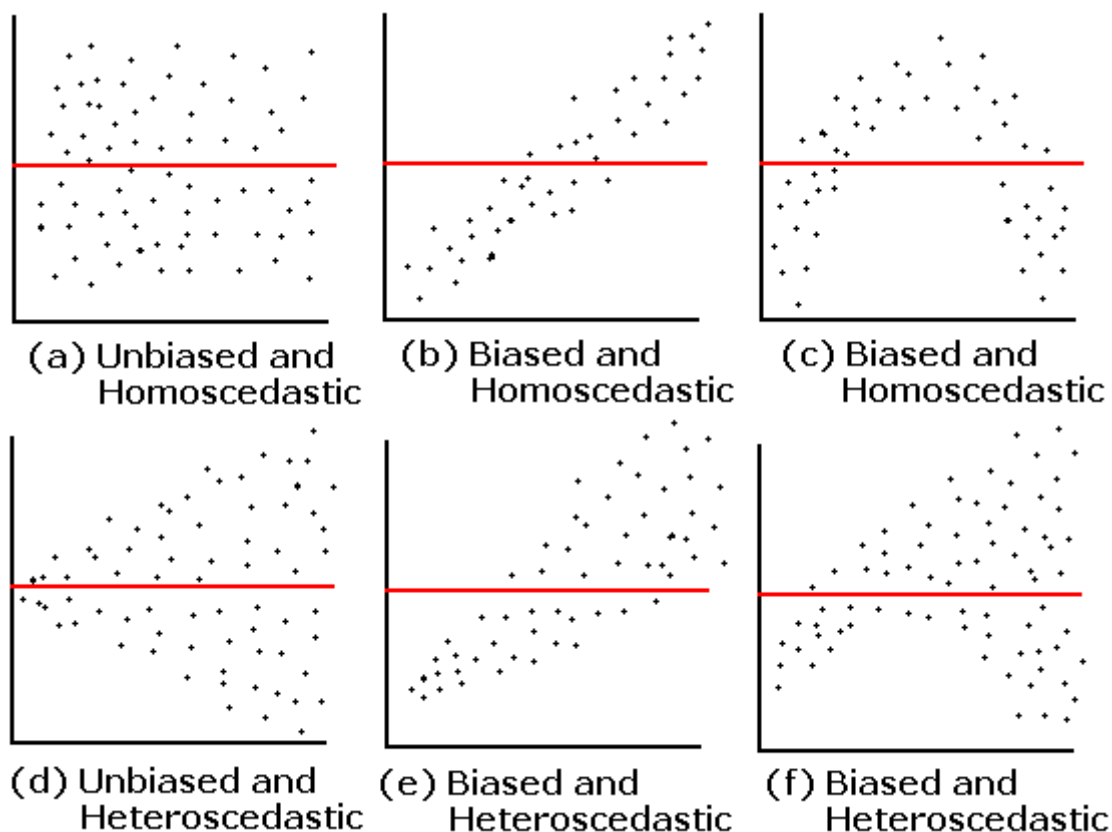 (a) Unbiased and
Homoscedastic
(b) Biased and
Homoscedastic
(c) Biased and
Homoscedastic
(d) Unbiased and
Heteroscedastic
(e) Biased and
Heteroscedastic
(f) Biased and
Heteroscedastic